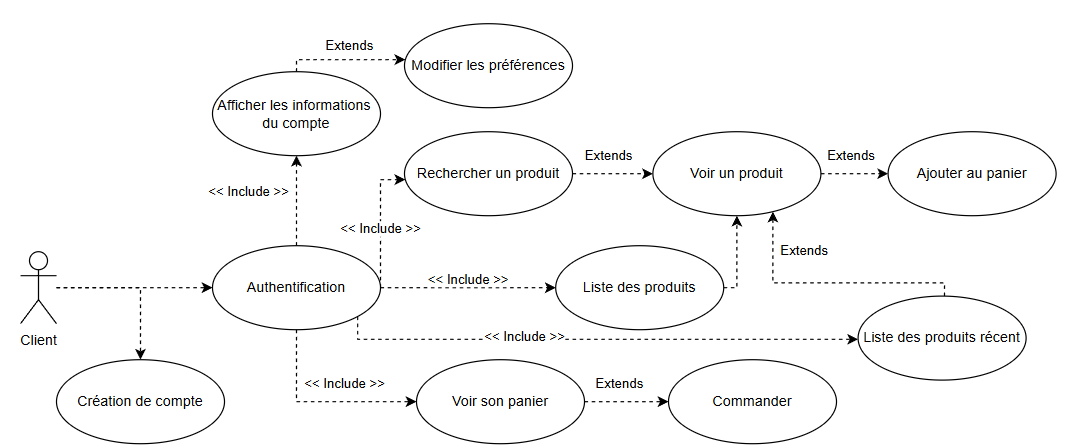 Extends
Modifier les préférences
Afficher les informations
du compte
<< Include >>
Rechercher un produit
Extends
Voir un produit
Extends
Ajouter au panier
<< Include >>
Extends
Client
Authentification
<< Include >>
Liste des produits
<< Include >>
Liste des produits récent
Création de compte
<< Include >>
Voir son panier
Extends
Commander